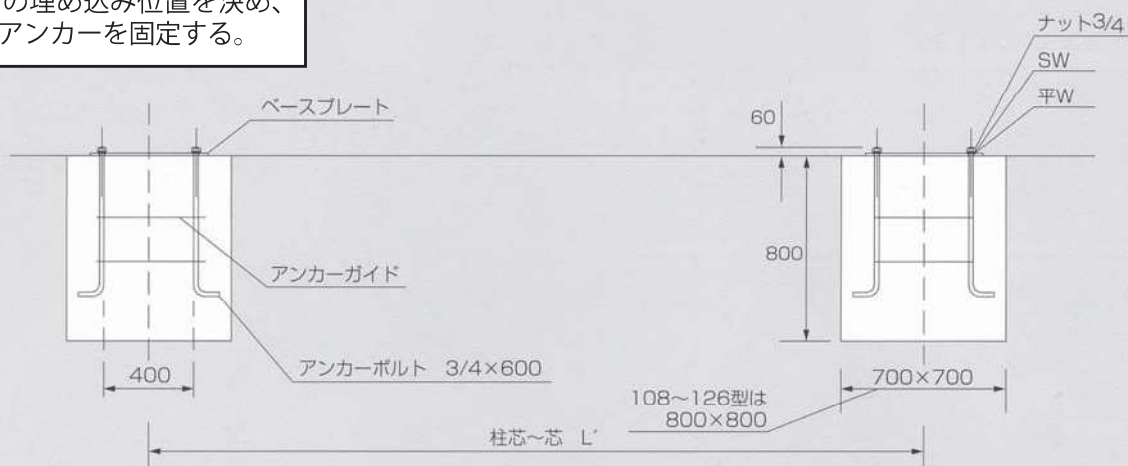 の埋め込み位置を決め、
アンカーを固定する。
ナット3/4
SW
平W
ベースプレート
60
800
アンカーガイド
アンカーボルト 3/4×600
400
700×700
108〜126型は
800×800
柱芯〜芯 L´